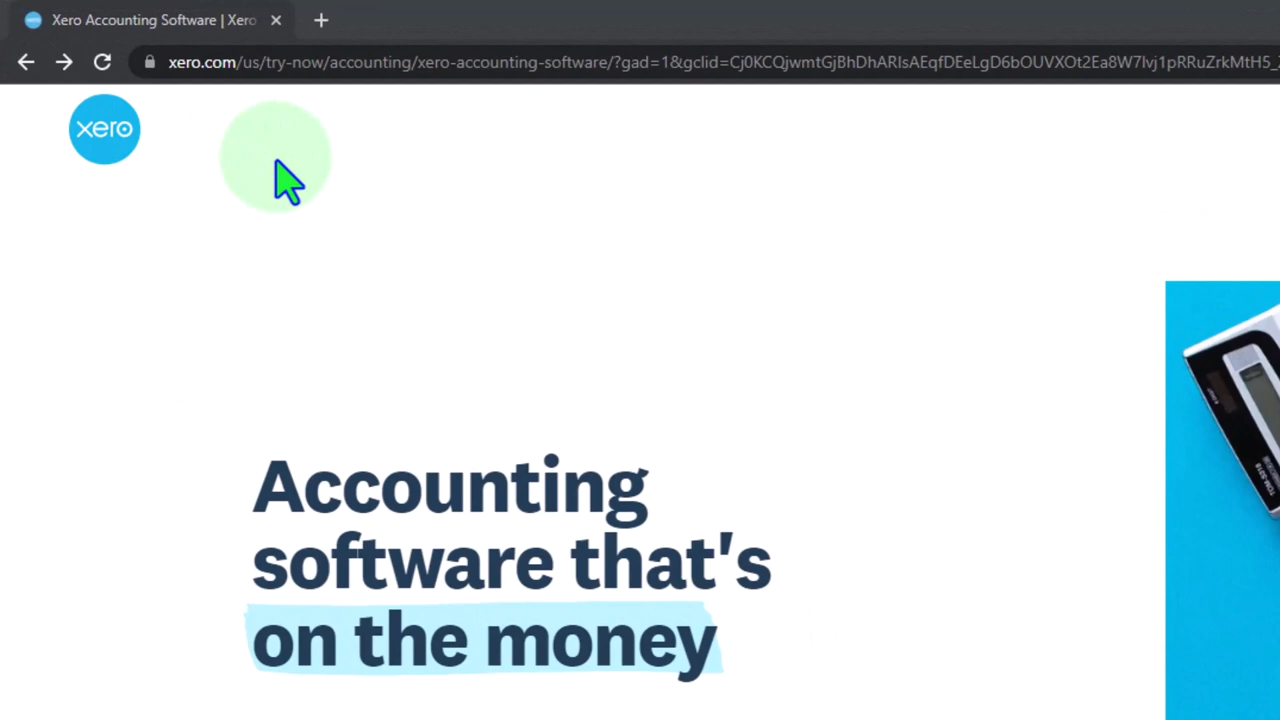 Xero Accounting Software | Xero
xero.com/us/try-now/accounting/xero-accounting-software/?gad=1&gclid=Cj0KCQjwmtGjBhDhARIsAEqfDEeLgD6bOUVXOt2Ea8W7lvj1pRRuZrkMtH5_
xero
Accounting
software that's
on the money